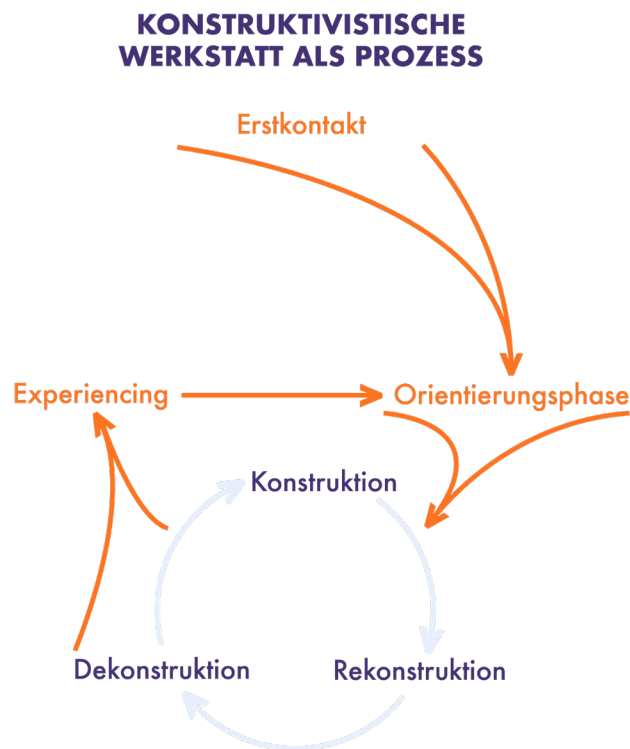 KONSTRUKTIVISTISCHE
WERKSTATT ALS PROZESS
Erstkontakt
Experiencing
Orientierungsphase
Konstruktion
Dekonstruktion
Rekonstruktion